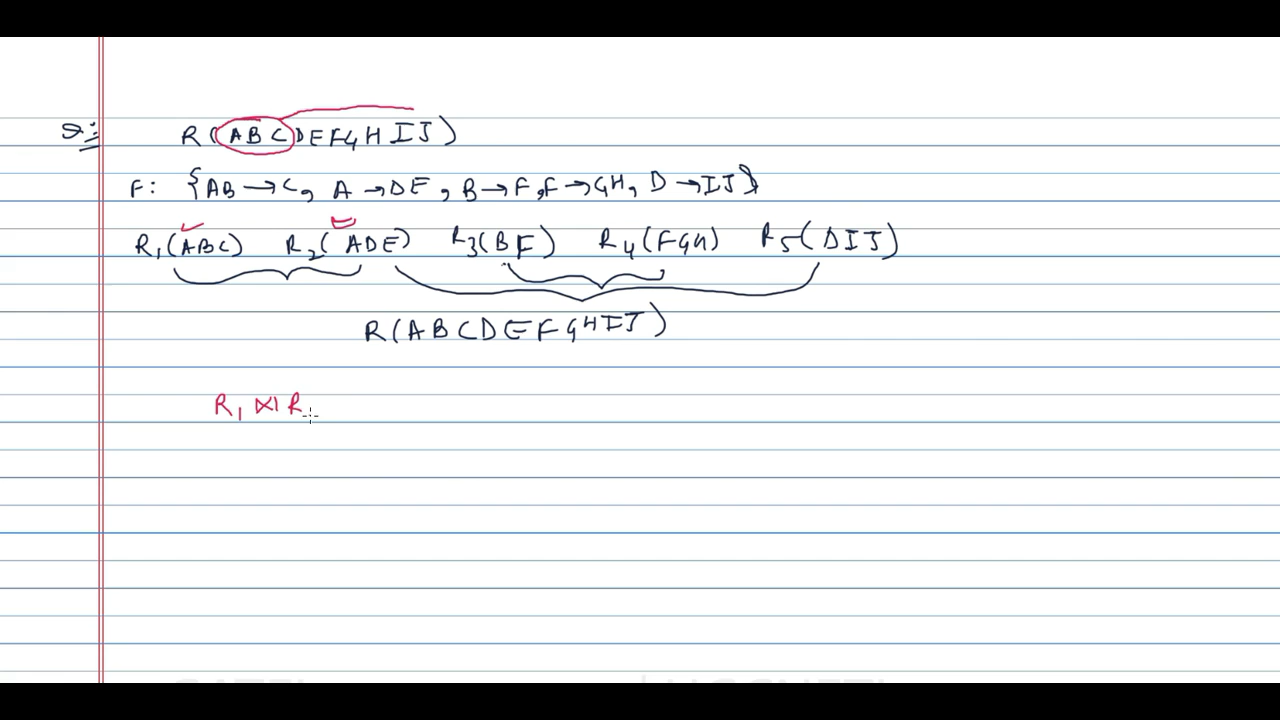 Q:
R(ABCDEFGHIJ)
F: {AB→C, A→DE, B→F, F→GH, D→IJ}
R1(ABC) R2(ADE) R3(BF) R4(FGH) R5(DIJ)
R(ABCDEFGHIJ)
R1 ⋈ R